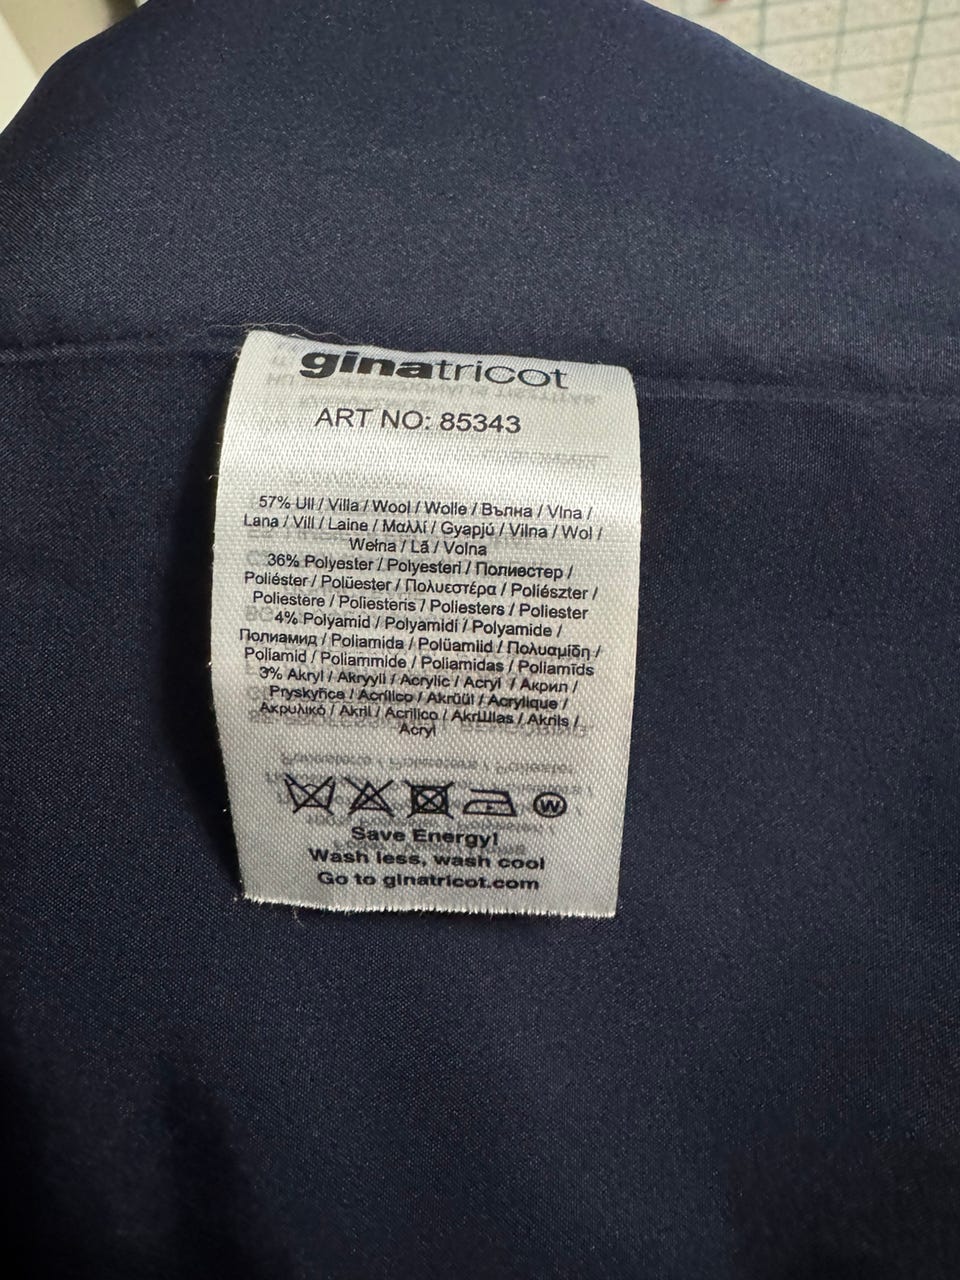 ginatricot
ART NO: 85343
57% Ull / Villa / Wool / Wolle / Вълна / Vlna /
Lana / Vill / Laine / Μαλλί / Gyapjú / Vilna / Wol /
Wełna / Lã / Volna
36% Polyester / Polyesteri / Полиестер /
Poliéster / Polüester / Πολυεστέρα / Poliészter /
Poliestere / Poliesteris / Poliesters / Poliester
4% Polyamid / Polyamidi / Polyamide /
Полиамид / Poliamida / Polüamiid / Πολυαμίδη /
Poliamid / Poliammide / Poliamidas / Poliamīds
3% Akryl / Akryyli / Acrylic / Acryl / Акрил /
Pryskyřice / Acrílico / Akrüül / Acrylique /
Ακρυλικό / Akril / Acrilico / Akrilas / Akrils /
Acryl
W
Save Energy!
Wash less, wash cool
Go to ginatricot.com